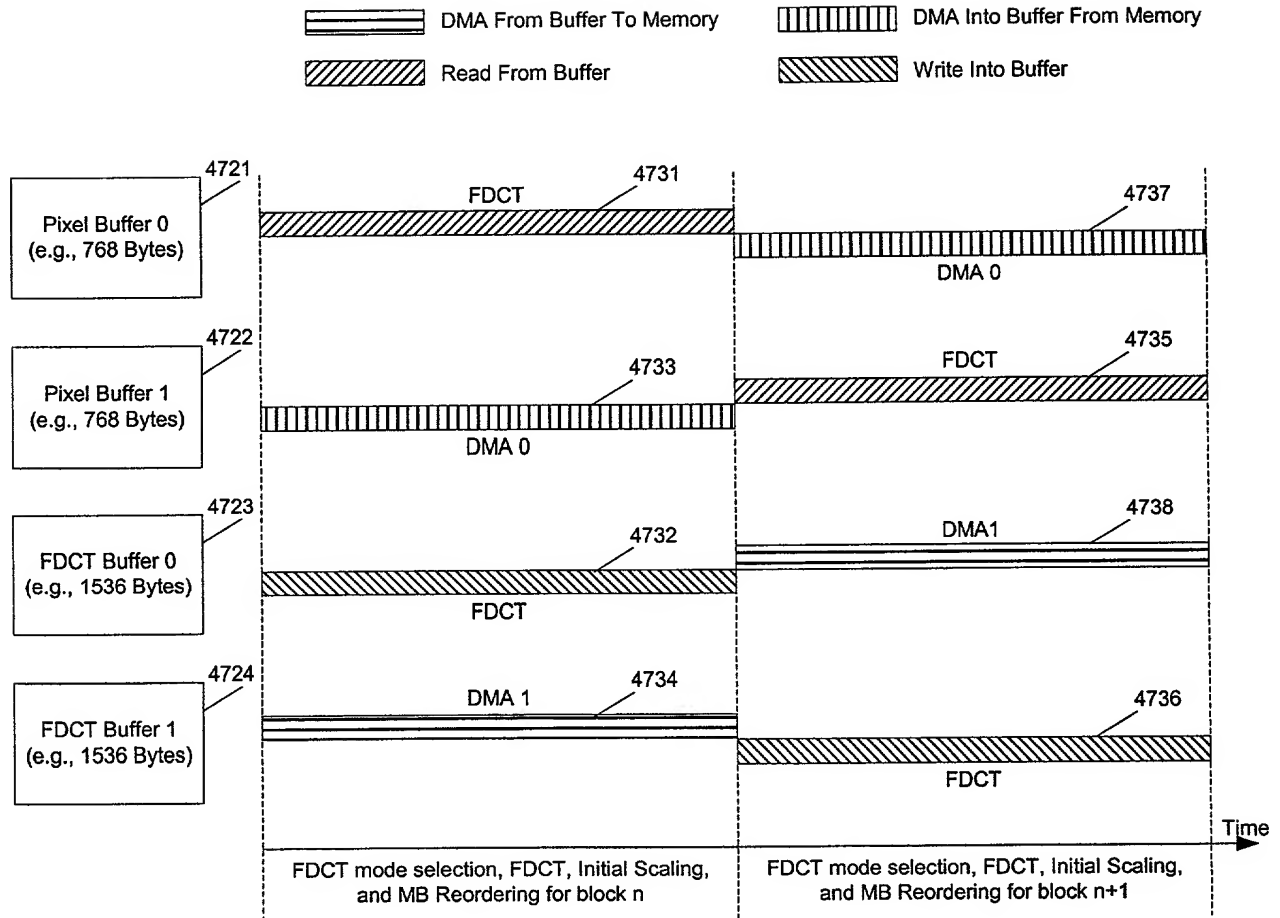 DMA From Buffer To Memory
DMA Into Buffer From Memory
Read From Buffer
Write Into Buffer
4721
Pixel Buffer 0
(e.g., 768 Bytes)
FDCT
4731
4737
DMA 0
4722
Pixel Buffer 1
(e.g., 768 Bytes)
4733
DMA 0
FDCT
4735
4723
FDCT Buffer 0
(e.g., 1536 Bytes)
4732
FDCT
DMA1
4738
4724
FDCT Buffer 1
(e.g., 1536 Bytes)
DMA 1
4734
4736
FDCT
Time
FDCT mode selection, FDCT, Initial Scaling,
and MB Reordering for block n
FDCT mode selection, FDCT, Initial Scaling,
and MB Reordering for block n+1